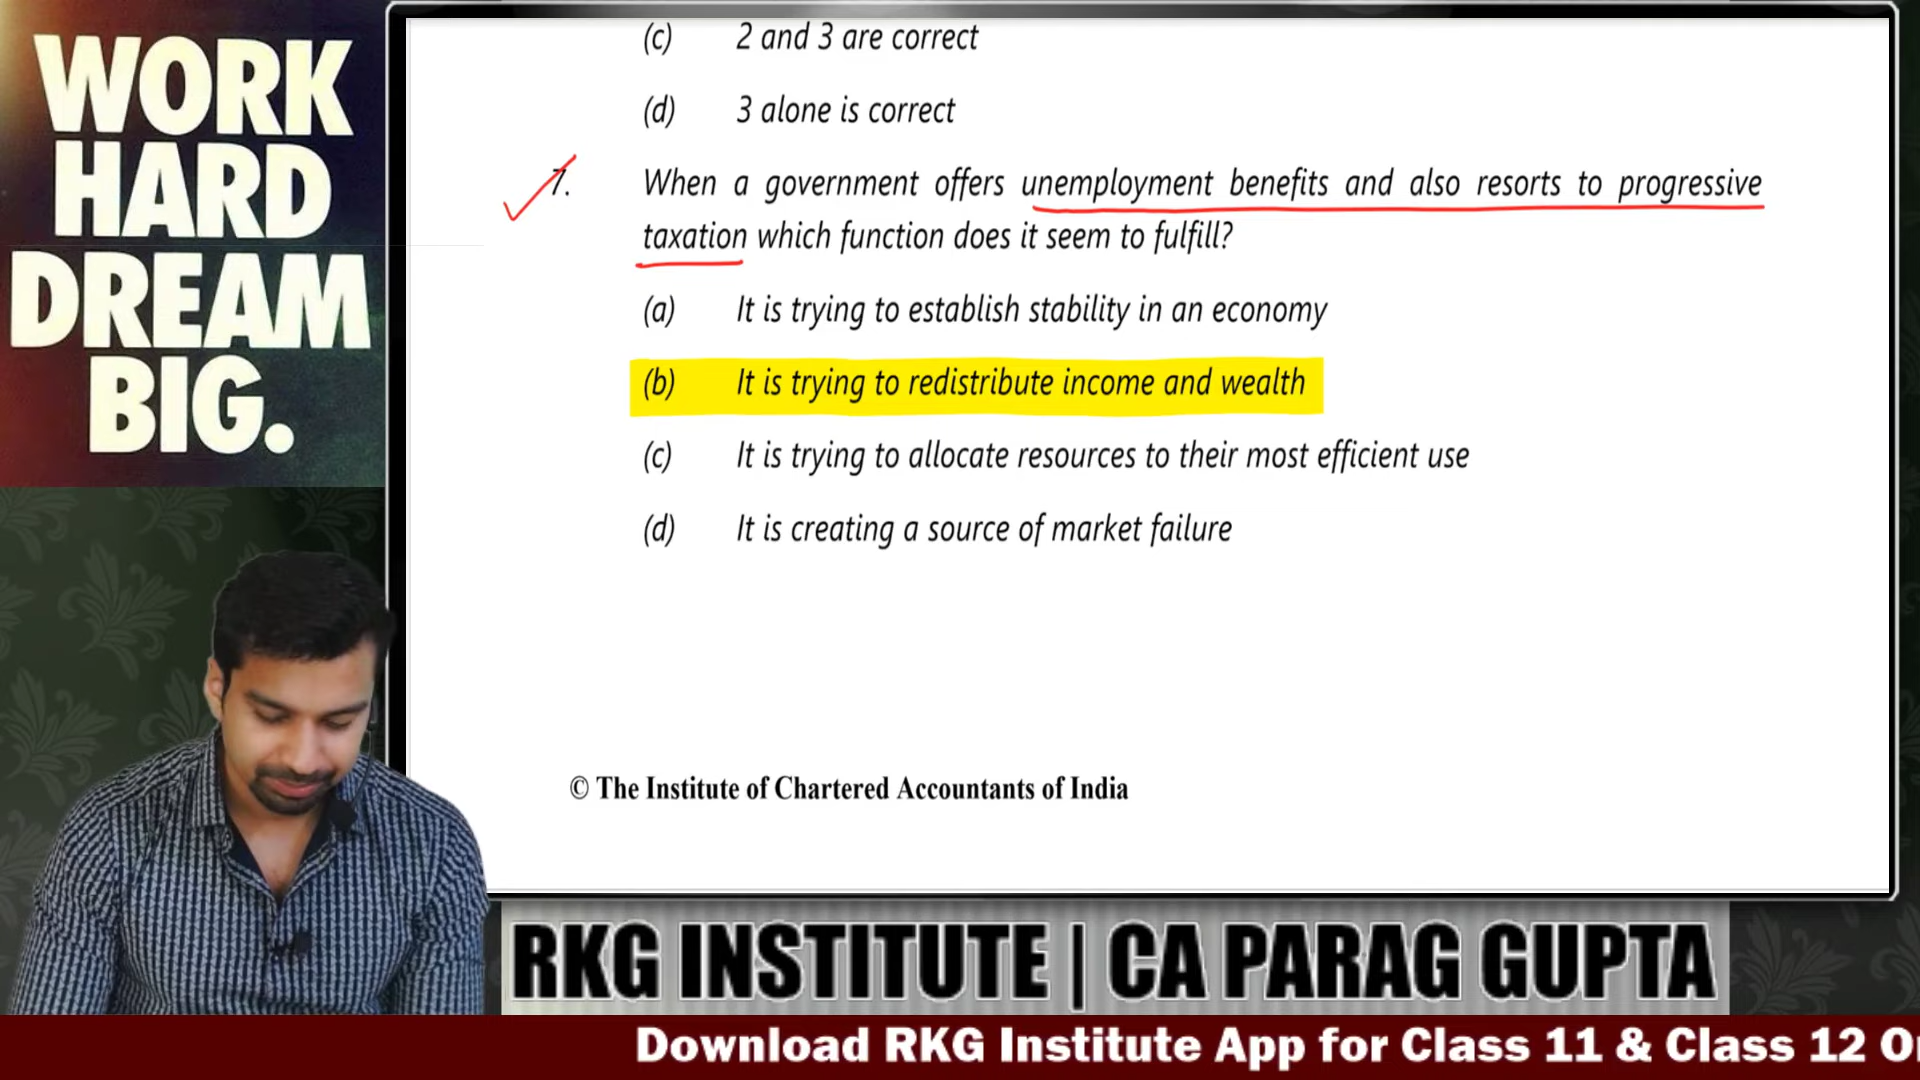 WORK
HARD
DREAM
BIG.
(c) 2 and 3 are correct
(d) 3 alone is correct
7. When a government offers unemployment benefits and also resorts to progressive
taxation which function does it seem to fulfill?
(a) It is trying to establish stability in an economy
(b) It is trying to redistribute income and wealth
(c) It is trying to allocate resources to their most efficient use
(d) It is creating a source of market failure
© The Institute of Chartered Accountants of India
RKG INSTITUTE | CA PARAG GUPTA
Download RKG Institute App for Class 11 & Class 12